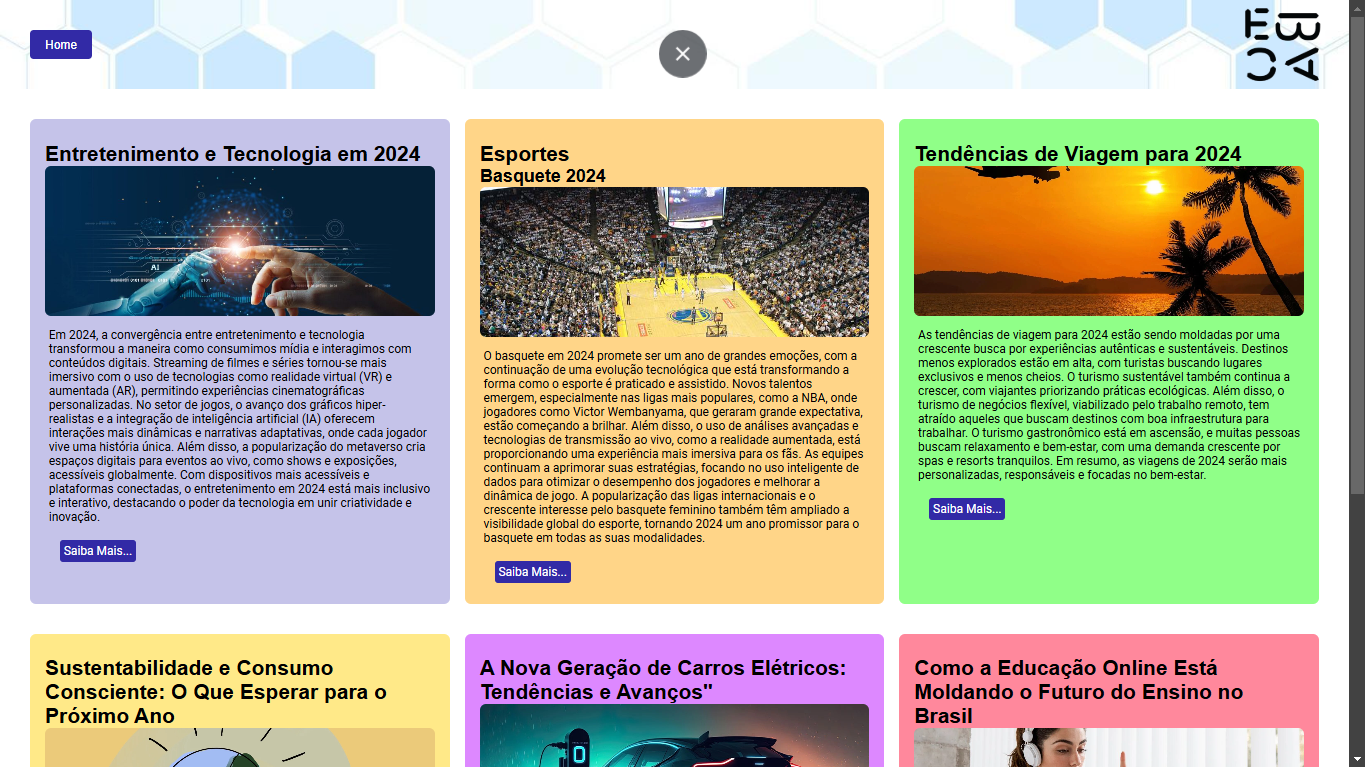 Home
CE
BA
Entretenimento e Tecnologia em 2024
AI
Em 2024, a convergência entre entretenimento e tecnologia
transformou a maneira como consumimos mídia e interagimos com
conteúdos digitais. Streaming de filmes e séries tornou-se mais
imersivo com o uso de tecnologias como realidade virtual (VR) e
aumentada (AR), permitindo experiências cinematográficas
personalizadas. No setor de jogos, o avanço dos gráficos hiper-
realistas e a integração de inteligência artificial (IA) oferecem
interações mais dinâmicas e narrativas adaptativas, onde cada jogador
vive uma história única. Além disso, a popularização do metaverso cria
espaços digitais para eventos ao vivo, como shows e exposições,
acessíveis globalmente. Com dispositivos mais acessíveis e
plataformas conectadas, o entretenimento em 2024 está mais inclusivo
e interativo, destacando o poder da tecnologia em unir criatividade e
inovação.
Saiba Mais...
Esportes
Basquete 2024
O basquete em 2024 promete ser um ano de grandes emoções, com a
continuação de uma evolução tecnológica que está transformando a
forma como o esporte é praticado e assistido. Novos talentos
emergem, especialmente nas ligas mais populares, como a NBA, onde
jogadores como Victor Wembanyama, que geraram grande expectativa,
estão começando a brilhar. Além disso, o uso de análises avançadas e
tecnologias de transmissão ao vivo, como a realidade aumentada, está
proporcionando uma experiência mais imersiva para os fãs. As equipes
continuam a aprimorar suas estratégias, focando no uso inteligente de
dados para otimizar o desempenho dos jogadores e melhorar a
dinâmica de jogo. A popularização das ligas internacionais e o
crescente interesse pelo basquete feminino também têm ampliado a
visibilidade global do esporte, tornando 2024 um ano promissor para o
basquete em todas as suas modalidades.
Saiba Mais...
Tendências de Viagem para 2024
As tendências de viagem para 2024 estão sendo moldadas por uma
crescente busca por experiências autênticas e sustentáveis. Destinos
menos explorados estão em alta, com turistas buscando lugares
exclusivos e menos cheios. O turismo sustentável também continua a
crescer, com viajantes priorizando práticas ecológicas. Além disso, o
turismo de negócios flexível, viabilizado pelo trabalho remoto, tem
atraído aqueles que buscam destinos com boa infraestrutura para
trabalhar. O turismo gastronômico está em ascensão, e muitas pessoas
buscam relaxamento e bem-estar, com uma demanda crescente por
spas e resorts tranquilos. Em resumo, as viagens de 2024 serão mais
personalizadas, responsáveis e focadas no bem-estar.
Saiba Mais...
Sustentabilidade e Consumo
Consciente: O Que Esperar para o
Próximo Ano
A Nova Geração de Carros Elétricos:
Tendências e Avanços"
Como a Educação Online Está
Moldando o Futuro do Ensino no
Brasil